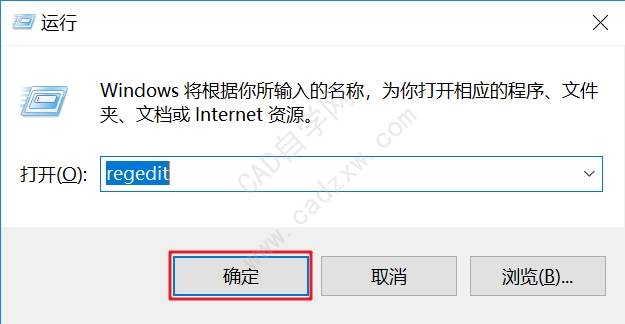 运行
Windows 将根据你所输入的名称，为你打开相应的程序、文件
夹、文档或 Internet 资源。
打开(O): regedit
确定 取消 浏览(B)...
CAD自学网
www.cadzxw.com